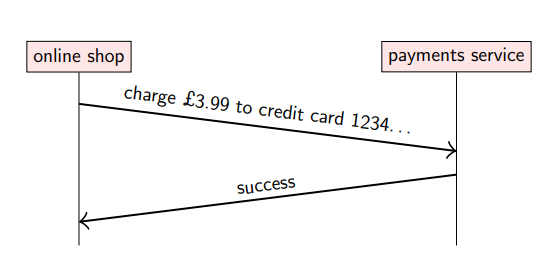 online shop
payments service
charge £3.99 to credit card 1234...
success